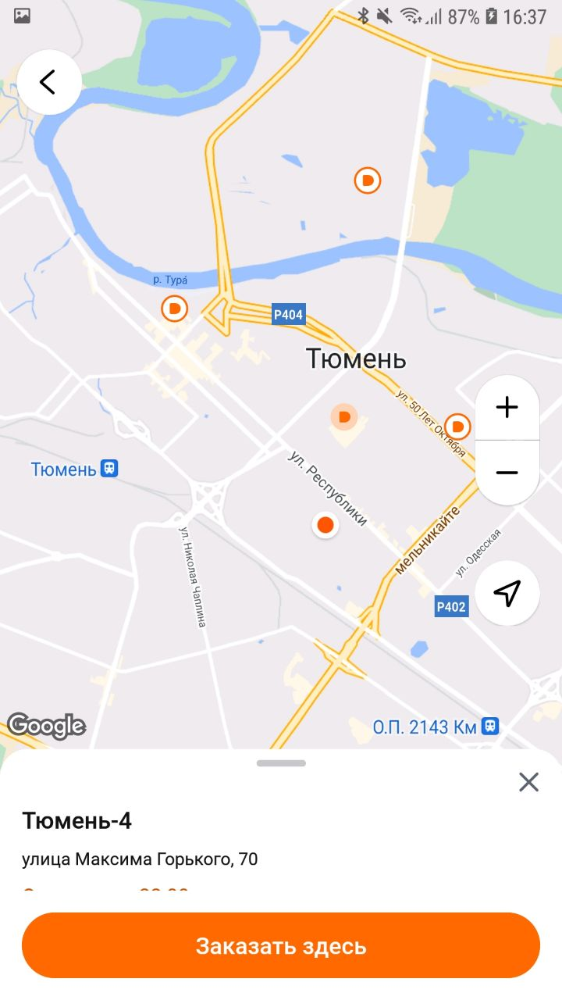 87% 16:37
р. Тура́
Р404
Тюмень
ул. 50 Лет Октября
Тюмень
ул. Республики
ул. Николая Чаплина
мельникайте
ул. Одесская
Р402
Google
О.П. 2143 Км
Тюмень-4
улица Максима Горького, 70
Заказать здесь